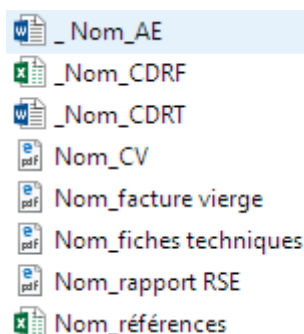 _ Nom_AE
_Nom_CDRF
_Nom_CDRT
Nom_CV
Nom_facture vierge
Nom_fiches techniques
Nom_rapport RSE
Nom_références